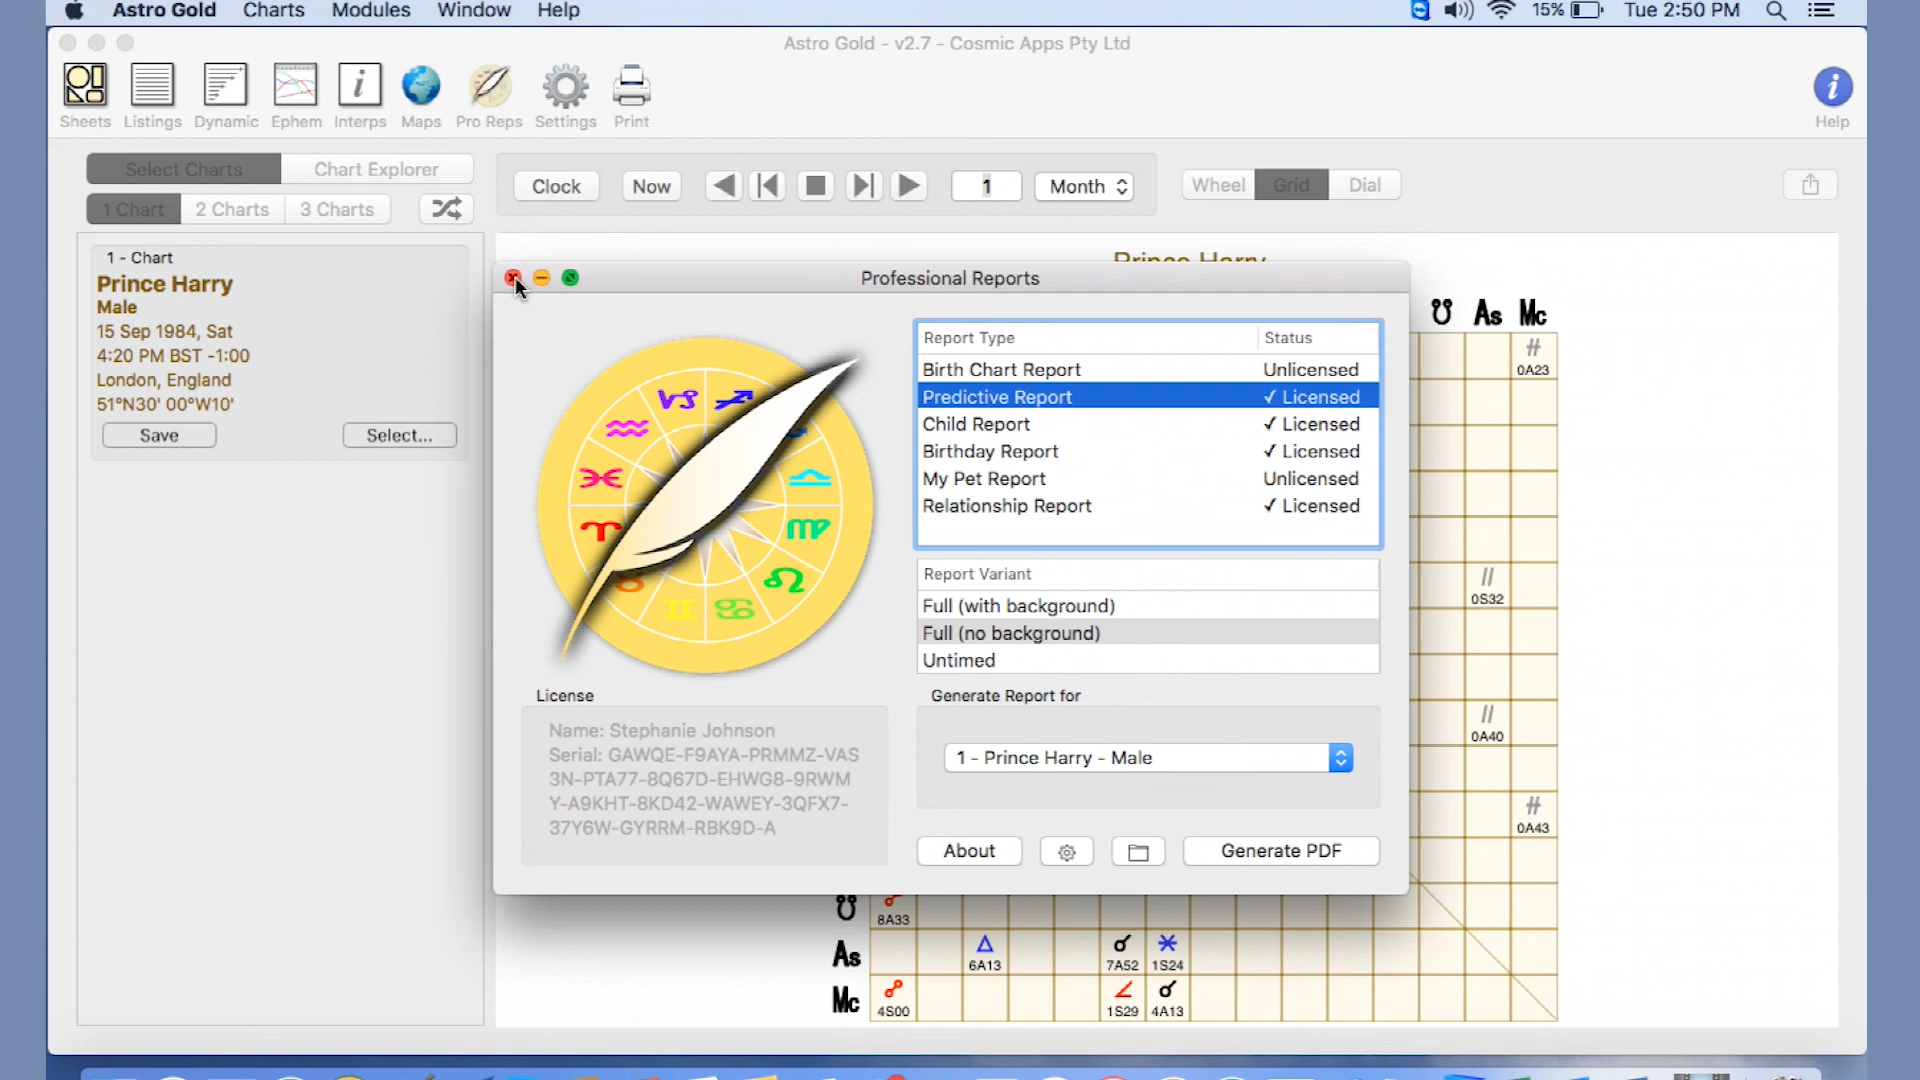 Astro Gold Charts Modules Window Help 15% Tue 2:50 PM
Astro Gold - v2.7 - Cosmic Apps Pty Ltd
Sheets Listings Dynamic Ephem Interps Maps Pro Reps Settings Print Help
Select Charts Chart Explorer
Clock Now 1 Month Wheel Grid Dial
1 Chart 2 Charts 3 Charts
1 - Chart
Prince Harry
Male
15 Sep 1984, Sat
4:20 PM BST -1:00
London, England
51°N30' 00°W10'
Save Select...
Prince Harry
Professional Reports
Report Type Status
Birth Chart Report Unlicensed
Predictive Report ✓ Licensed
Child Report ✓ Licensed
Birthday Report ✓ Licensed
My Pet Report Unlicensed
Relationship Report ✓ Licensed
Report Variant
Full (with background)
Full (no background)
Untimed
License
Name: Stephanie Johnson
Serial: GAWQE-F9AYA-PRMMZ-VAS
3N-PTA77-8Q67D-EHWG8-9RWM
Y-A9KHT-8KD42-WAWEY-3QFX7-
37Y6W-GYRRM-RBK9D-A
Generate Report for
1 - Prince Harry - Male
About Generate PDF
☋ As Mc
0A23
0S32
0A40
0A43
☋ 8A33
As 6A13 7A52 1S24
Mc 4S00 1S29 4A13